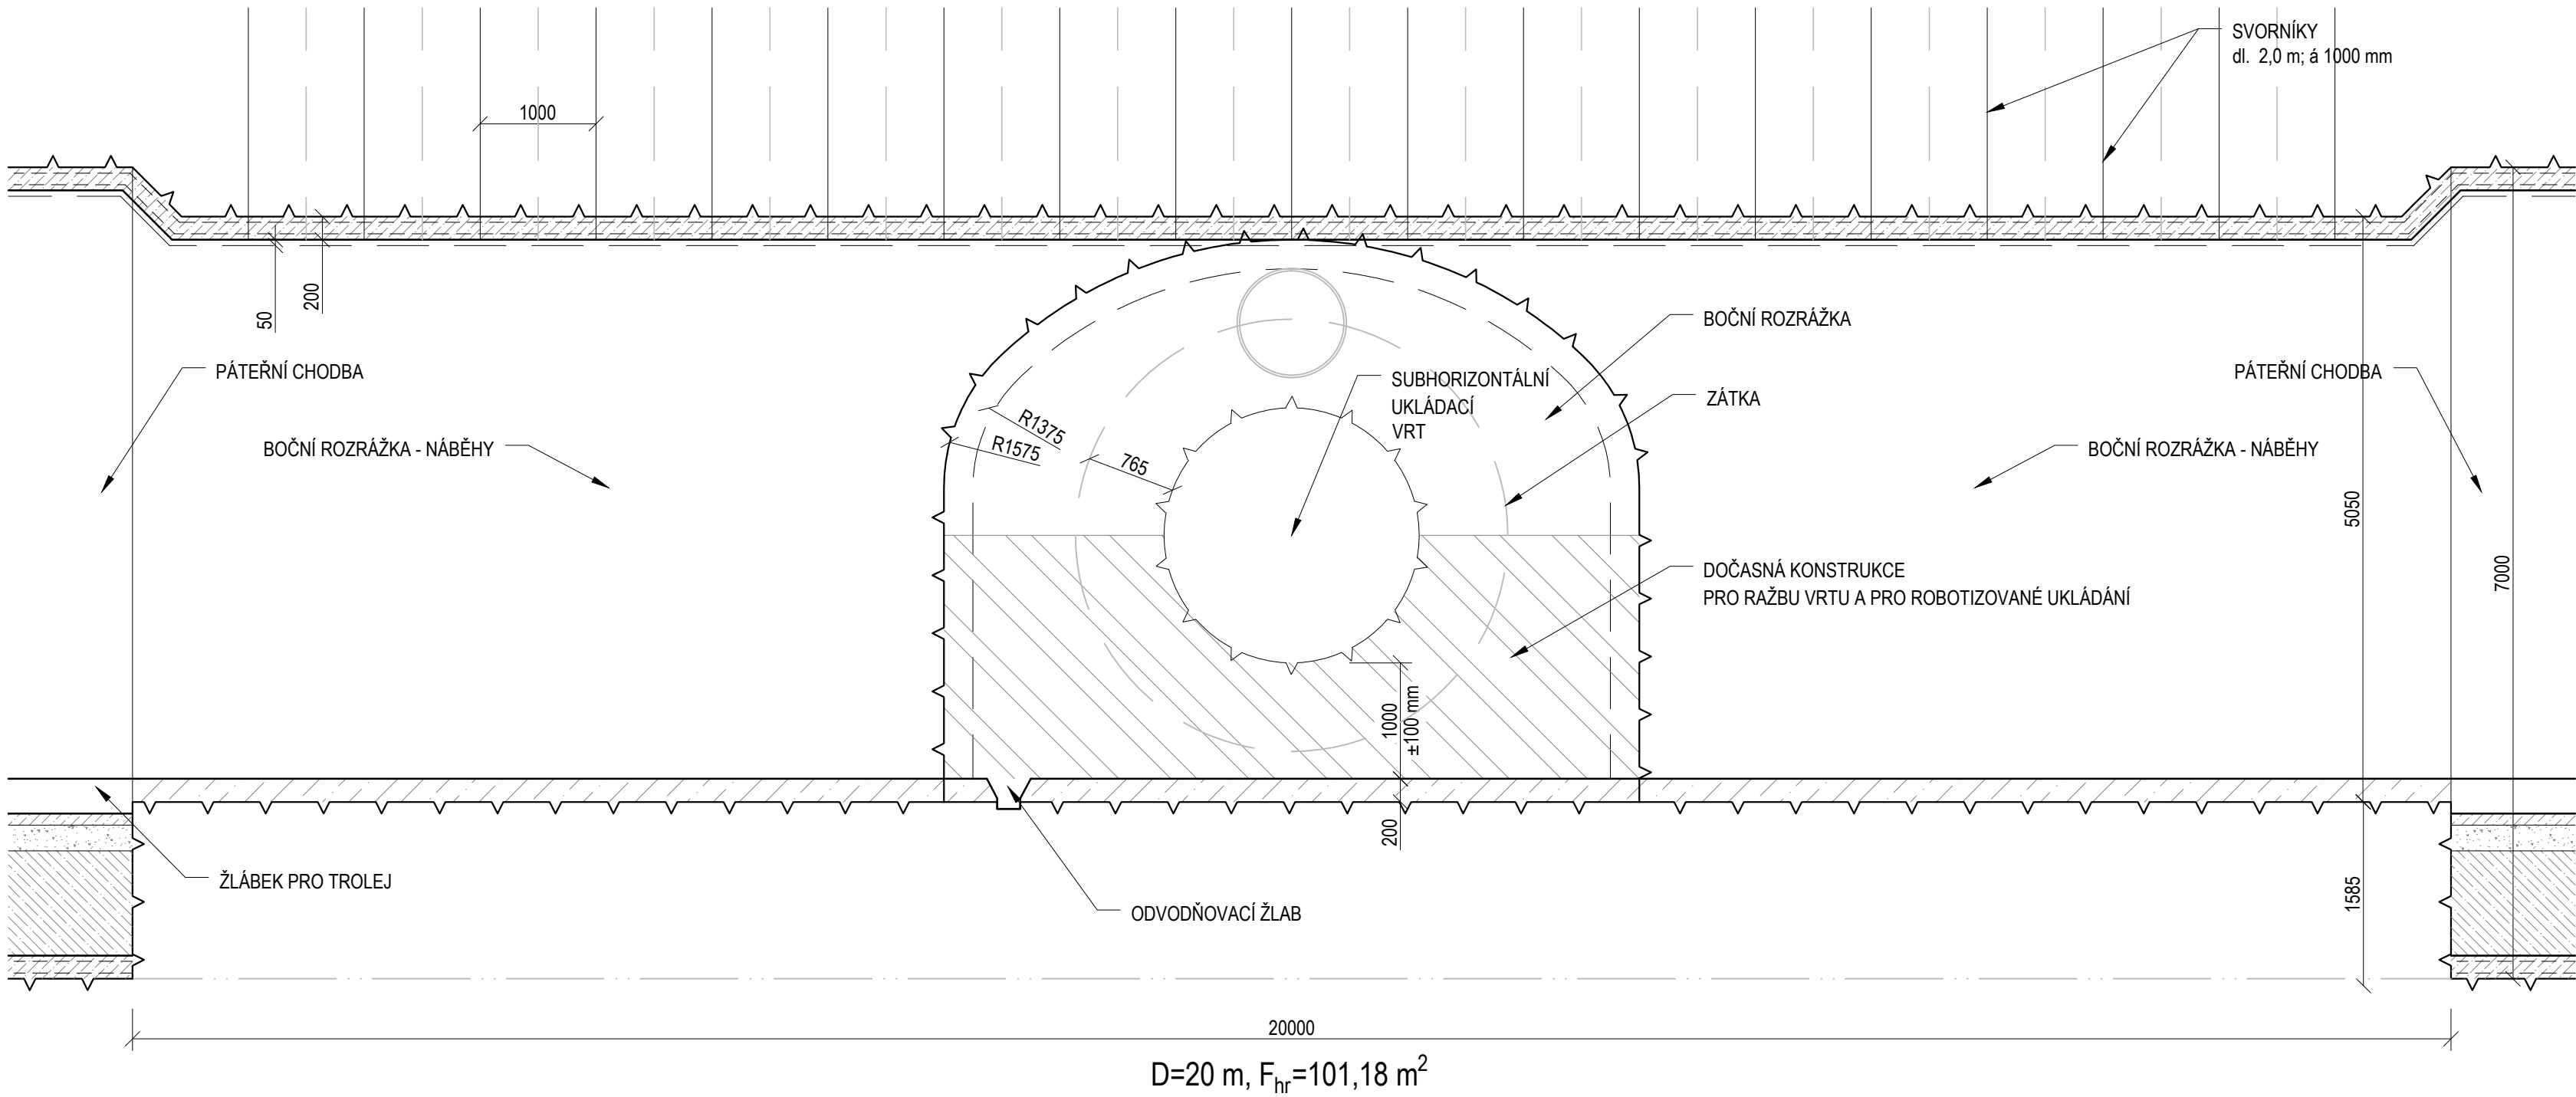 SVORNÍKY
dl. 2,0 m; á 1000 mm
1000
50
200
PÁTEŘNÍ CHODBA
BOČNÍ ROZRÁŽKA - NÁBĚHY
BOČNÍ ROZRÁŽKA
SUBHORIZONTÁLNÍ
UKLÁDACÍ
VRT
ZÁTKA
R1375
R1575
765
PÁTEŘNÍ CHODBA
BOČNÍ ROZRÁŽKA - NÁBĚHY
5050
7000
DOČASNÁ KONSTRUKCE
PRO RAŽBU VRTU A PRO ROBOTIZOVANÉ UKLÁDÁNÍ
1000
±100 mm
200
ŽLÁBEK PRO TROLEJ
ODVODŇOVACÍ ŽLAB
1585
20000
D=20 m, Fhr=101,18 m²